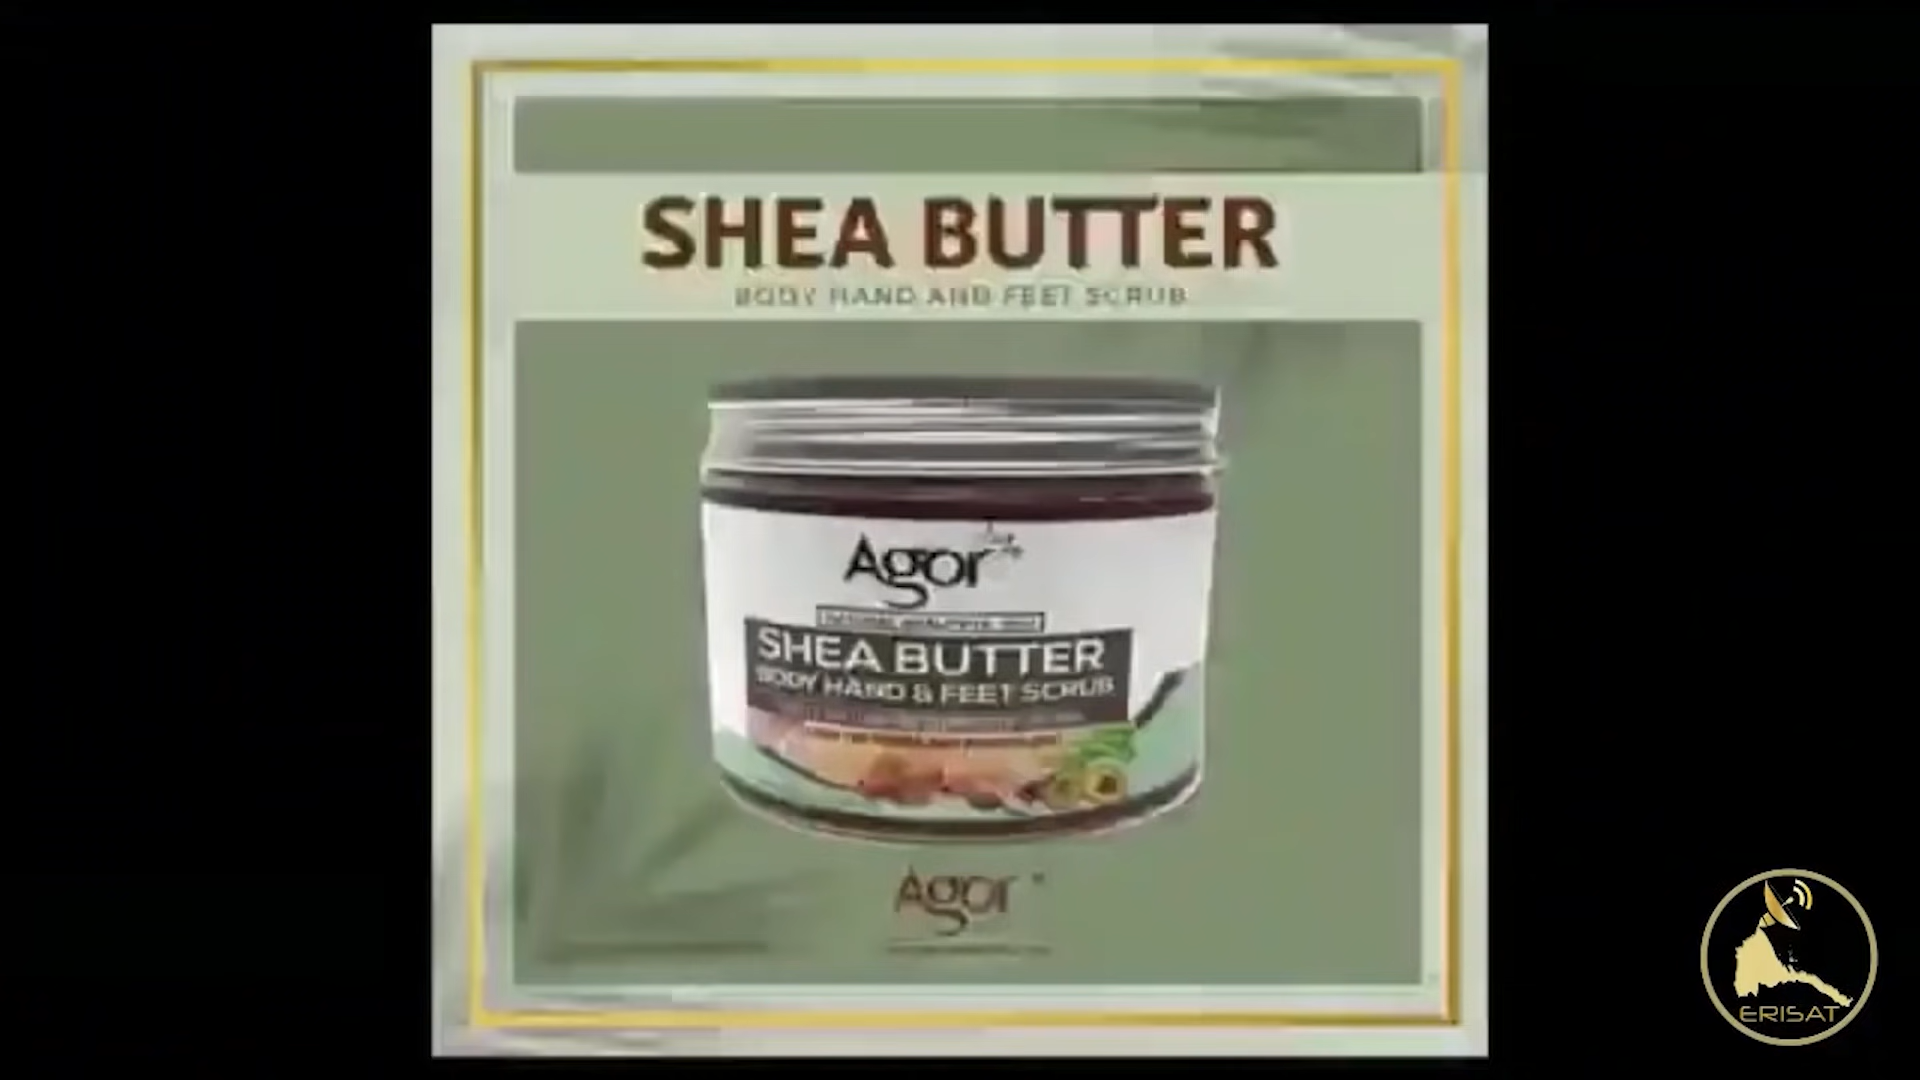 SHEA BUTTER
BODY HAND AND FEET SCRUB
Agor
SHEA BUTTER
BODY HAND & FEET SCRUB
Agor
ERISAT